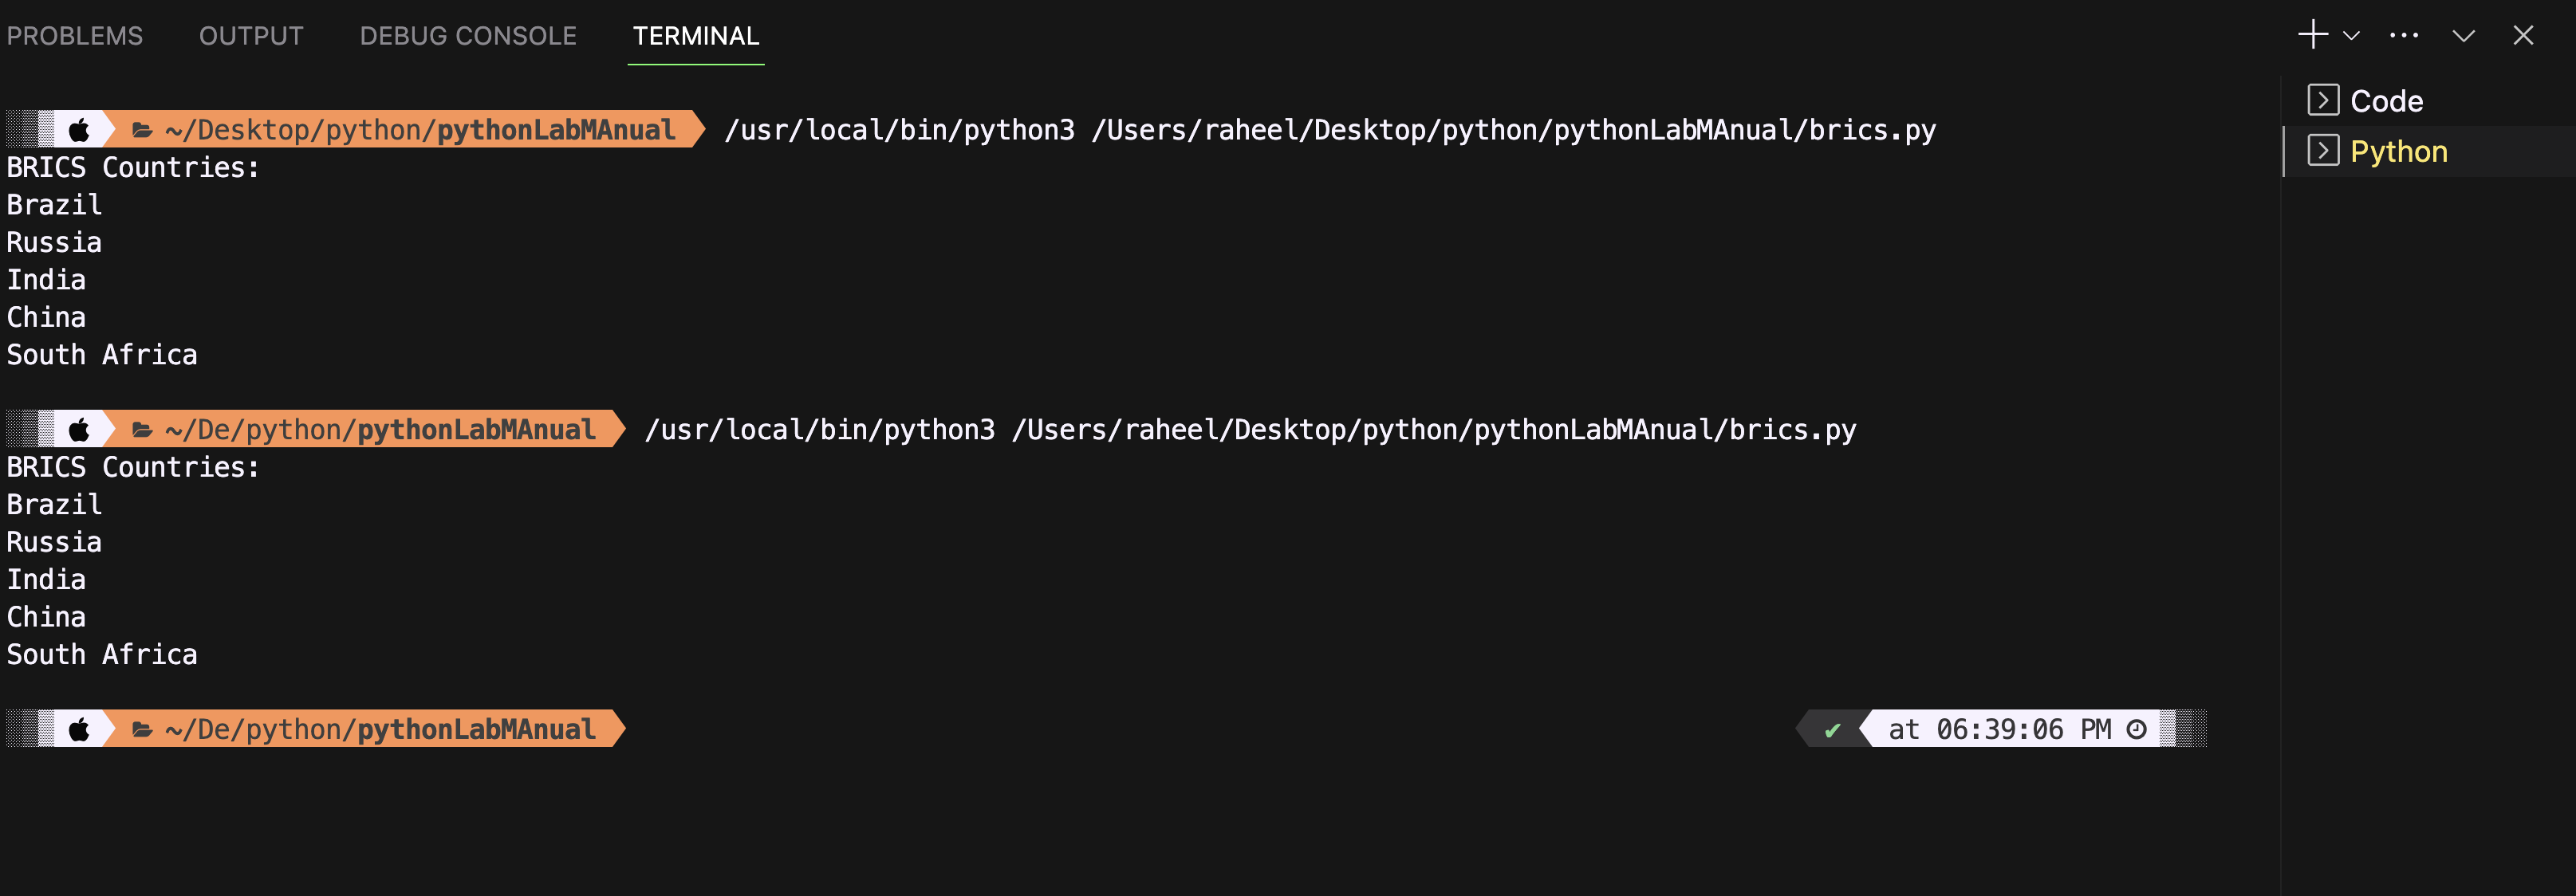 PROBLEMS OUTPUT DEBUG CONSOLE TERMINAL
~/Desktop/python/pythonLabMAnual /usr/local/bin/python3 /Users/raheel/Desktop/python/pythonLabMAnual/brics.py
BRICS Countries:
Brazil
Russia
India
China
South Africa
~/De/python/pythonLabMAnual /usr/local/bin/python3 /Users/raheel/Desktop/python/pythonLabMAnual/brics.py
BRICS Countries:
Brazil
Russia
India
China
South Africa
~/De/python/pythonLabMAnual ✔ at 06:39:06 PM
Code
Python